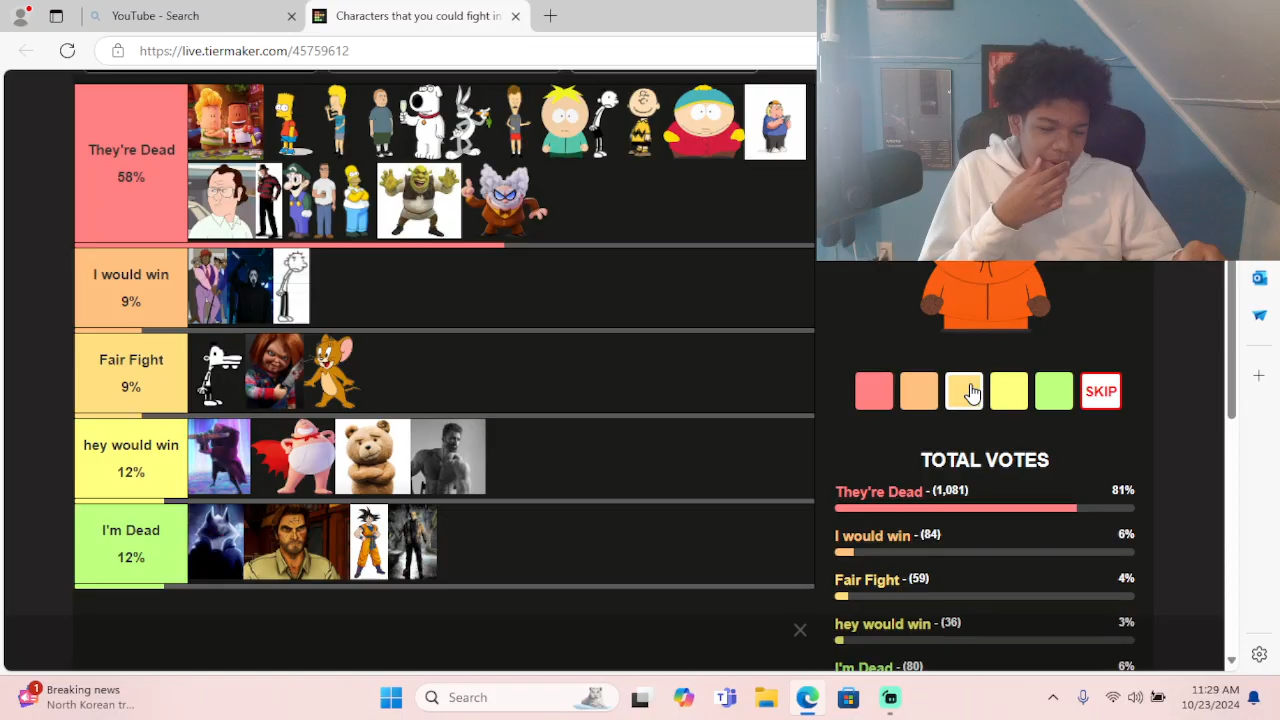 YouTube - Search
Characters that you could fight in
https://live.tiermaker.com/45759612
They're Dead
58%
I would win
9%
Fair Fight
9%
hey would win
12%
I'm Dead
12%
SKIP
TOTAL VOTES
They're Dead - (1,081) 81%
I would win - (84) 6%
Fair Fight - (59) 4%
hey would win - (36) 3%
I'm Dead - (80) 6%
1
Breaking news
North Korean tr...
Search
11:29 AM
10/23/2024